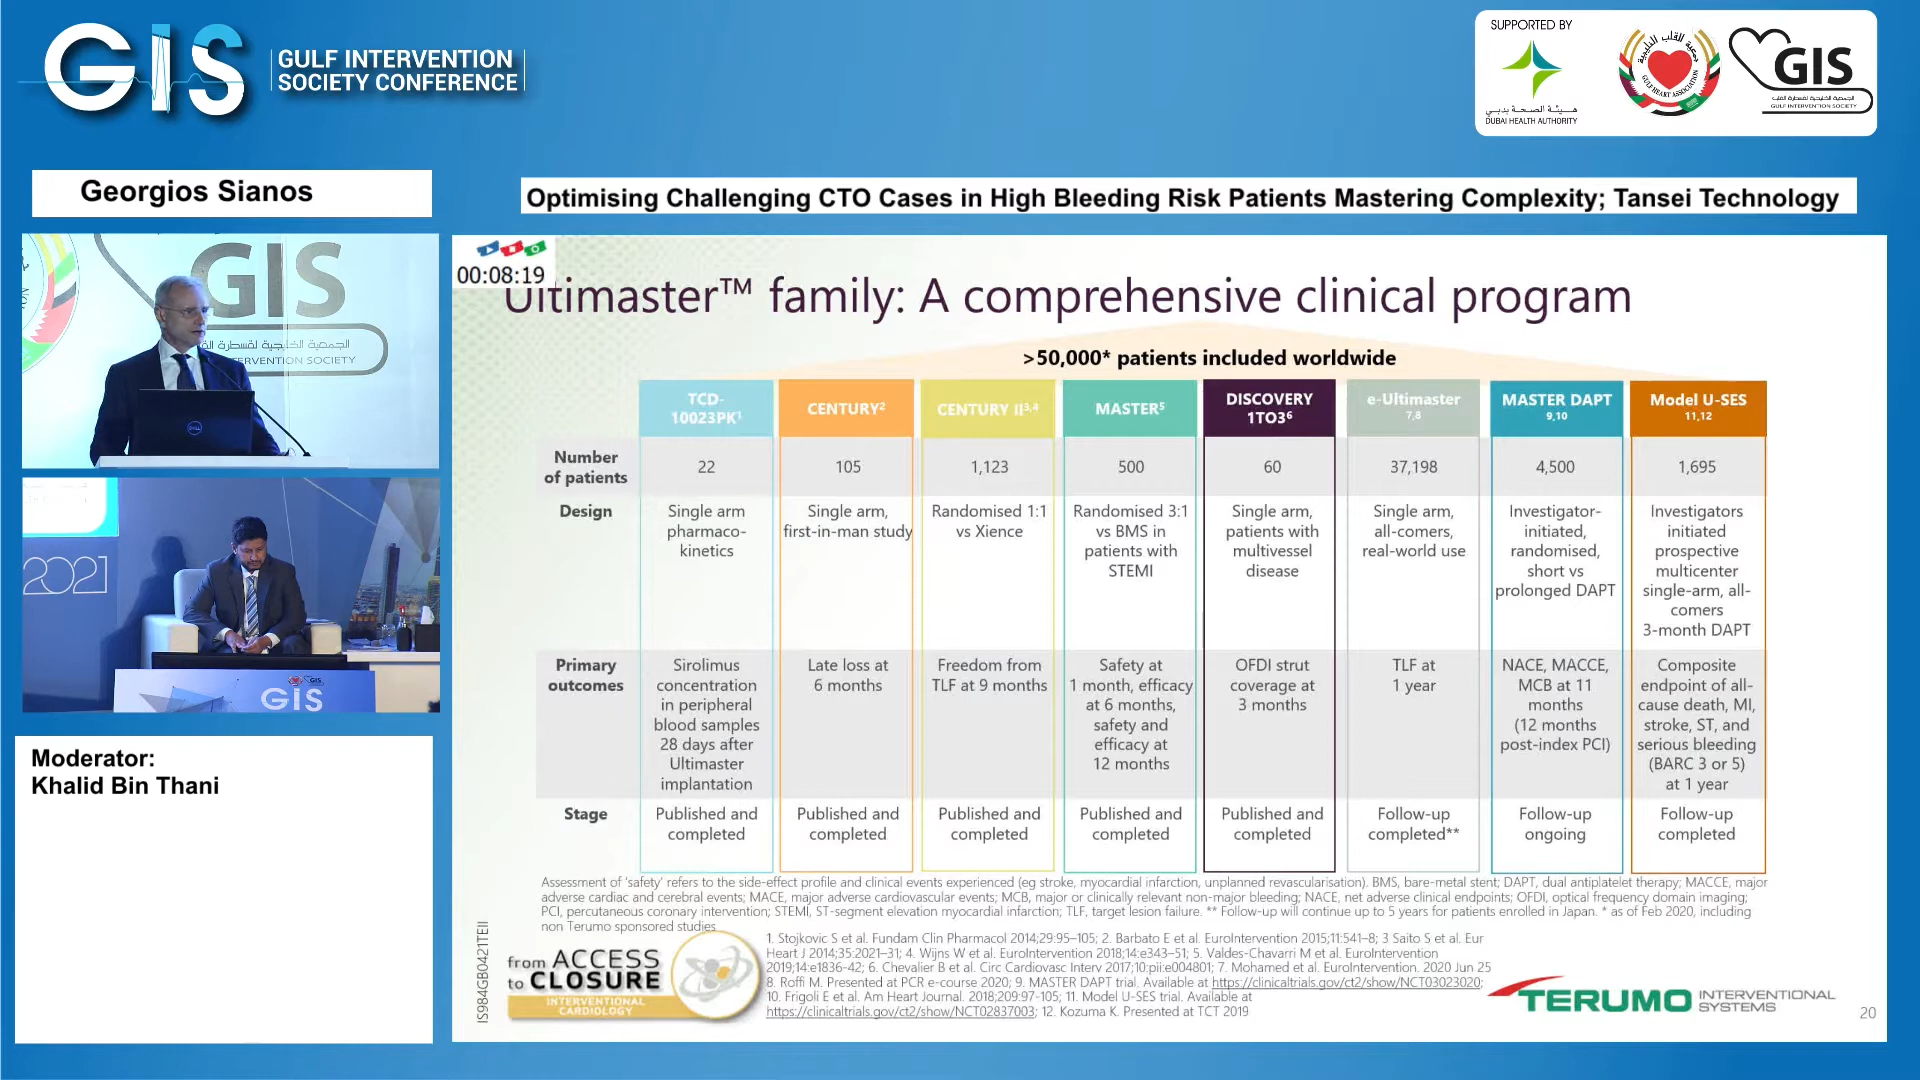 GIS
GULF INTERVENTION
SOCIETY CONFERENCE
SUPPORTED BY
هيئة الصحة بدبي
DUBAI HEALTH AUTHORITY
GULF HEART ASSOCIATION
GIS
الجمعية الخليجية لقسطرة القلب
GULF INTERVENTION SOCIETY
Georgios Sianos
Optimising Challenging CTO Cases in High Bleeding Risk Patients Mastering Complexity; Tansei Technology
GIS
ERVENTION SOCIETY
DELL
2021
GIS
Moderator:
Khalid Bin Thani
00:08:19
Ultimaster™ family: A comprehensive clinical program
>50,000* patients included worldwide
TCD-
10023PK1
CENTURY2
CENTURY II3,4
MASTER5
DISCOVERY
1TO36
e-Ultimaster
7,8
MASTER DAPT
9,10
Model U-SES
11,12
Number
of patients
22
105
1,123
500
60
37,198
4,500
1,695
Design
Single arm
pharmaco-
kinetics
Single arm,
first-in-man study
Randomised 1:1
vs Xience
Randomised 3:1
vs BMS in
patients with
STEMI
Single arm,
patients with
multivessel
disease
Single arm,
all-comers,
real-world use
Investigator-
initiated,
randomised,
short vs
prolonged DAPT
Investigators
initiated
prospective
multicenter
single-arm, all-
comers
3-month DAPT
Primary
outcomes
Sirolimus
concentration
in peripheral
blood samples
28 days after
Ultimaster
implantation
Late loss at
6 months
Freedom from
TLF at 9 months
Safety at
1 month, efficacy
at 6 months,
safety and
efficacy at
12 months
OFDI strut
coverage at
3 months
TLF at
1 year
NACE, MACCE,
MCB at 11
months
(12 months
post-index PCI)
Composite
endpoint of all-
cause death, MI,
stroke, ST, and
serious bleeding
(BARC 3 or 5)
at 1 year
Stage
Published and
completed
Published and
completed
Published and
completed
Published and
completed
Published and
completed
Follow-up
completed**
Follow-up
ongoing
Follow-up
completed
Assessment of 'safety' refers to the side-effect profile and clinical events experienced (eg stroke, myocardial infarction, unplanned revascularisation). BMS, bare-metal stent; DAPT, dual antiplatelet therapy; MACCE, major
adverse cardiac and cerebral events; MACE, major adverse cardiovascular events; MCB, major or clinically relevant non-major bleeding; NACE, net adverse clinical endpoints; OFDI, optical frequency domain imaging;
PCI, percutaneous coronary intervention; STEMI, ST-segment elevation myocardial infarction; TLF, target lesion failure. ** Follow-up will continue up to 5 years for patients enrolled in Japan. * as of Feb 2020, including
non Terumo sponsored studies
1. Stojkovic S et al. Fundam Clin Pharmacol 2014;29:95–105; 2. Barbato E et al. EuroIntervention 2015;11:541–8; 3 Saito S et al. Eur
Heart J 2014;35:2021–31; 4. Wijns W et al. EuroIntervention 2018;14:e343–51; 5. Valdes-Chavarri M et al. EuroIntervention
2019;14:e1836-42; 6. Chevalier B et al. Circ Cardiovasc Interv 2017;10:pii:e004801; 7. Mohamed et al. EuroIntervention. 2020 Jun 25
8. Roffi M. Presented at PCR e-course 2020; 9. MASTER DAPT trial. Available at https://clinicaltrials.gov/ct2/show/NCT03023020;
10. Frigoli E et al. Am Heart Journal. 2018;209:97-105; 11. Model U-SES trial. Available at
https://clinicaltrials.gov/ct2/show/NCT02837003; 12. Kozuma K. Presented at TCT 2019
IS984GB0421TEII
from ACCESS
to CLOSURE
INTERVENTIONAL
CARDIOLOGY
TERUMO INTERVENTIONAL
SYSTEMS
20